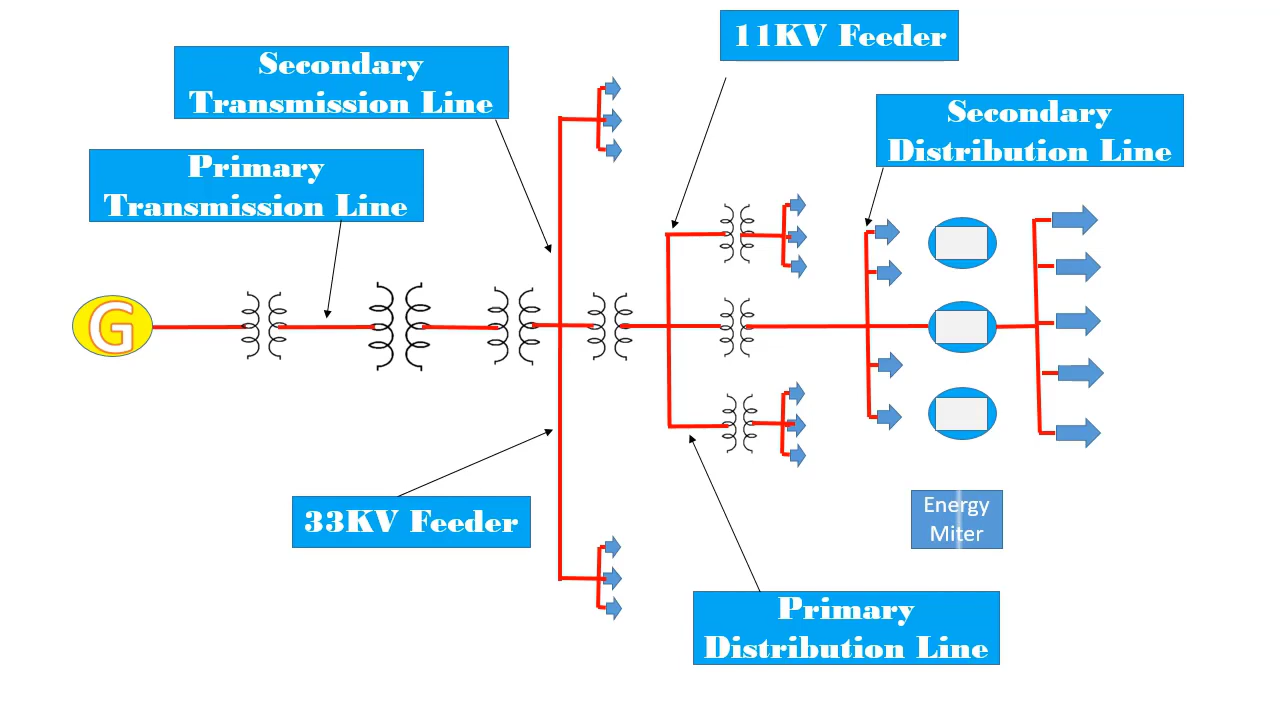 11KV Feeder
Secondary
Transmission Line
Secondary
Distribution Line
Primary
Transmission Line
G
33KV Feeder
Energy
Miter
Primary
Distribution Line